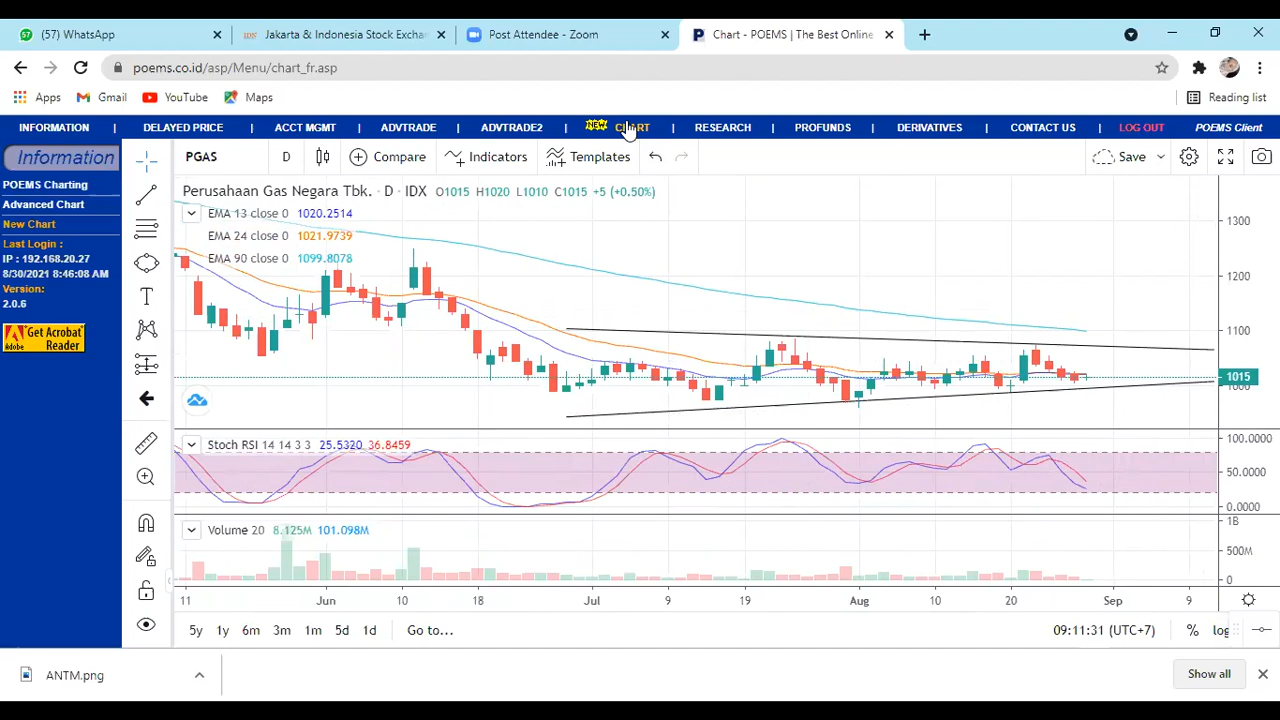 (57) WhatsApp
Jakarta & Indonesia Stock Exchan
Post Attendee - Zoom
Chart - POEMS | The Best Online
poems.co.id/asp/Menu/chart_fr.asp
Apps Gmail YouTube Maps Reading list
INFORMATION | DELAYED PRICE | ACCT MGMT | ADVTRADE | ADVTRADE2 | NEW CHART | RESEARCH | PROFUNDS | DERIVATIVES | CONTACT US | LOG OUT POEMS Client
Information
POEMS Charting
Advanced Chart
New Chart
Last Login :
IP : 192.168.20.27
8/30/2021 8:46:08 AM
Version:
2.0.6
Get Acrobat
Reader
Adobe
PGAS D Compare Indicators Templates Save
Perusahaan Gas Negara Tbk. · D · IDX O1015 H1020 L1010 C1015 +5 (+0.50%)
EMA 13 close 0 1020.2514
EMA 24 close 0 1021.9739
EMA 90 close 0 1099.8078
1300
1200
1100
1015
1000
Stoch RSI 14 14 3 3 25.5320 36.8459
100.0000
50.0000
0.0000
Volume 20 8.125M 101.098M
1B
500M
0
11 Jun 10 18 Jul 9 19 Aug 10 20 Sep 9
5y 1y 6m 3m 1m 5d 1d Go to... 09:11:31 (UTC+7) % log
ANTM.png Show all